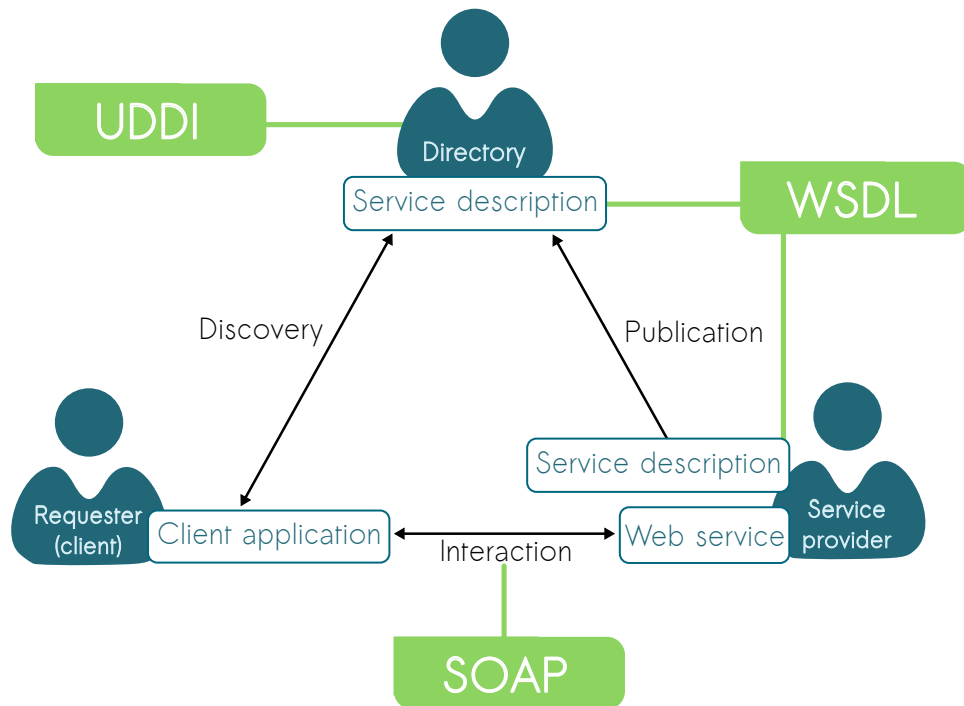 UDDI
Directory
Service description
WSDL
Discovery
Publication
Service description
Requester
(client)
Client application
Interaction
Web service
Service
provider
SOAP